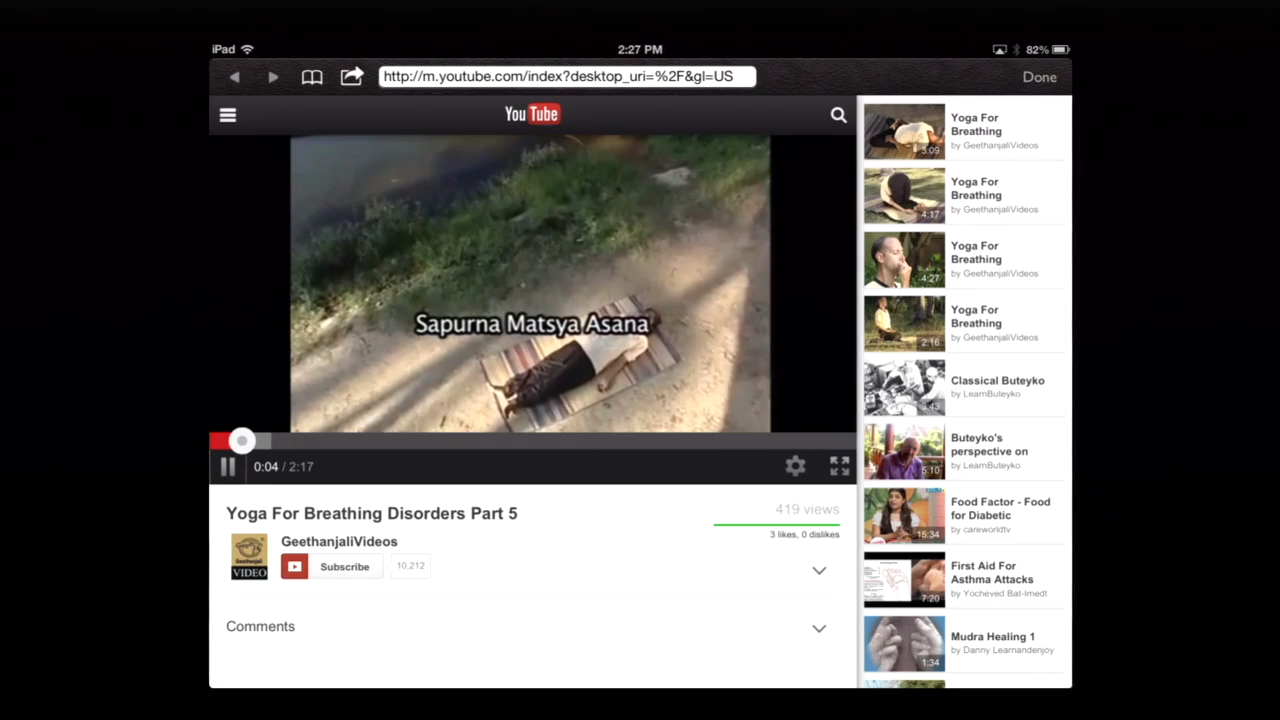 iPad
2:27 PM
82%
http://m.youtube.com/index?desktop_uri=%2F&gl=US
Done
YouTube
Sapurna Matsya Asana
0:04 / 2:17
Yoga For Breathing Disorders Part 5
419 views
3 likes, 0 dislikes
GeethanjaliVideos
Geethanjali
VIDEO
Subscribe
10,212
Comments
3:09
Yoga For
Breathing
by GeethanjaliVideos
4:17
Yoga For
Breathing
by GeethanjaliVideos
4:27
Yoga For
Breathing
by GeethanjaliVideos
2:16
Yoga For
Breathing
by GeethanjaliVideos
3:43
Classical Buteyko
by LearnButeyko
5:10
Buteyko's
perspective on
by LearnButeyko
15:34
Food Factor - Food
for Diabetic
by careworldtv
7:20
First Aid For
Asthma Attacks
by Yocheved Bat-Imedt
1:34
Mudra Healing 1
by Danny Learnandenjoy